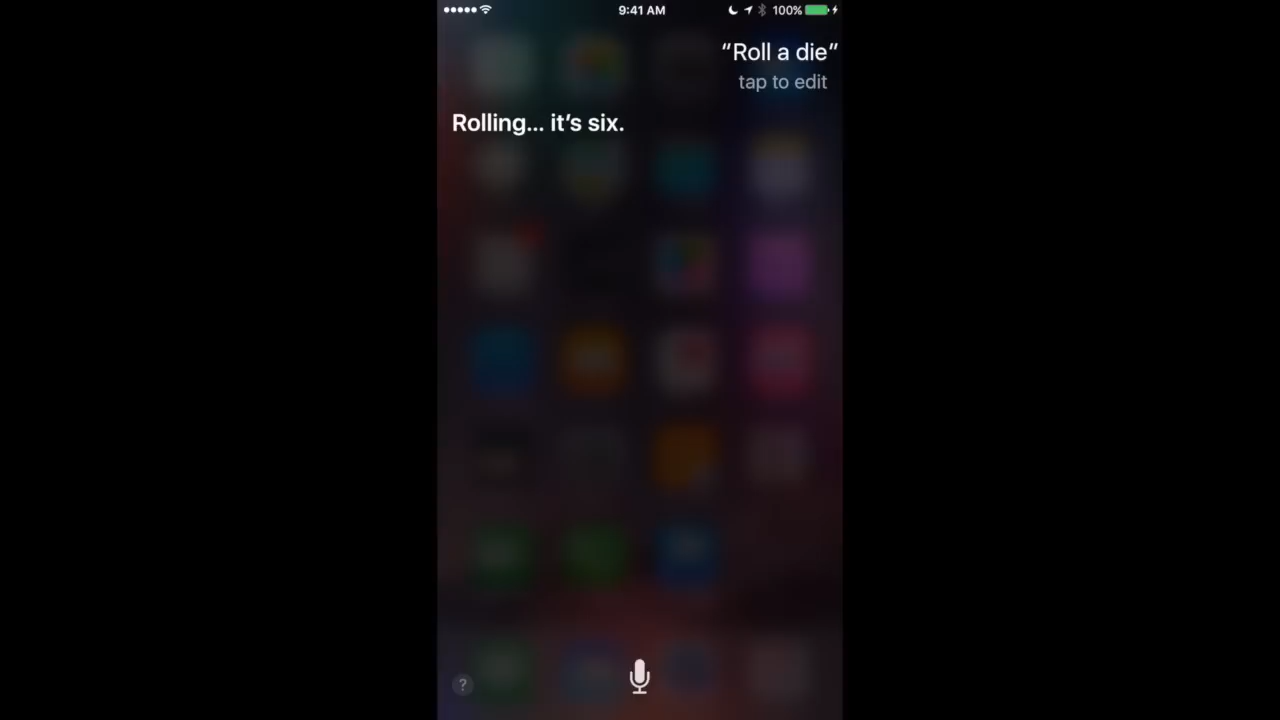 9:41 AM 100%
“Roll a die”
tap to edit
Rolling... it’s six.
?